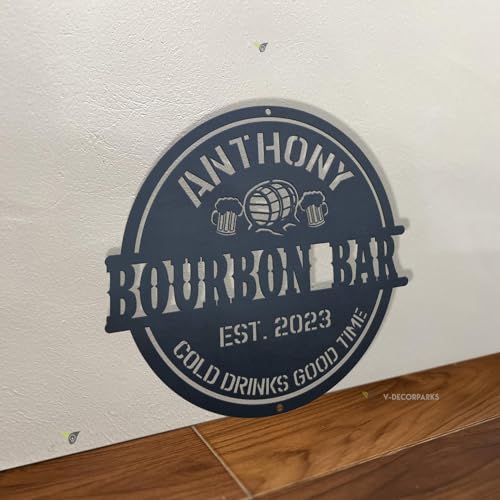 ANTHONY
BOURBON BAR
EST. 2023
COLD DRINKS GOOD TIME
V-DECORPARKS